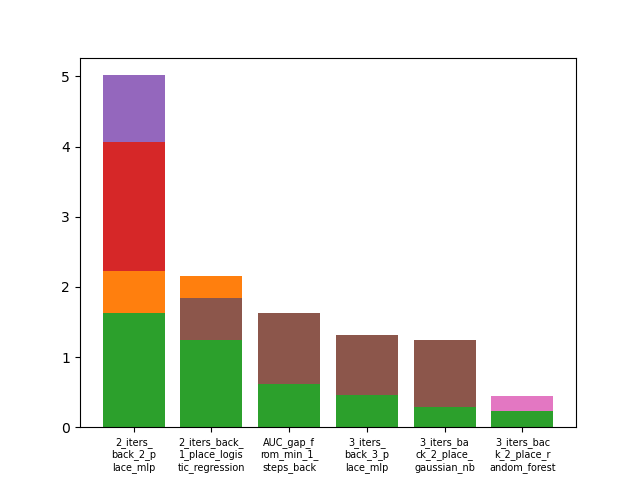 5
4
3
2
1
0
2_iters_
back_2_p
lace_mlp
2_iters_back_
1_place_logis
tic_regression
AUC_gap_f
rom_min_1_
steps_back
3_iters_
back_3_p
lace_mlp
3_iters_ba
ck_2_place_
gaussian_nb
3_iters_bac
k_2_place_r
andom_forest